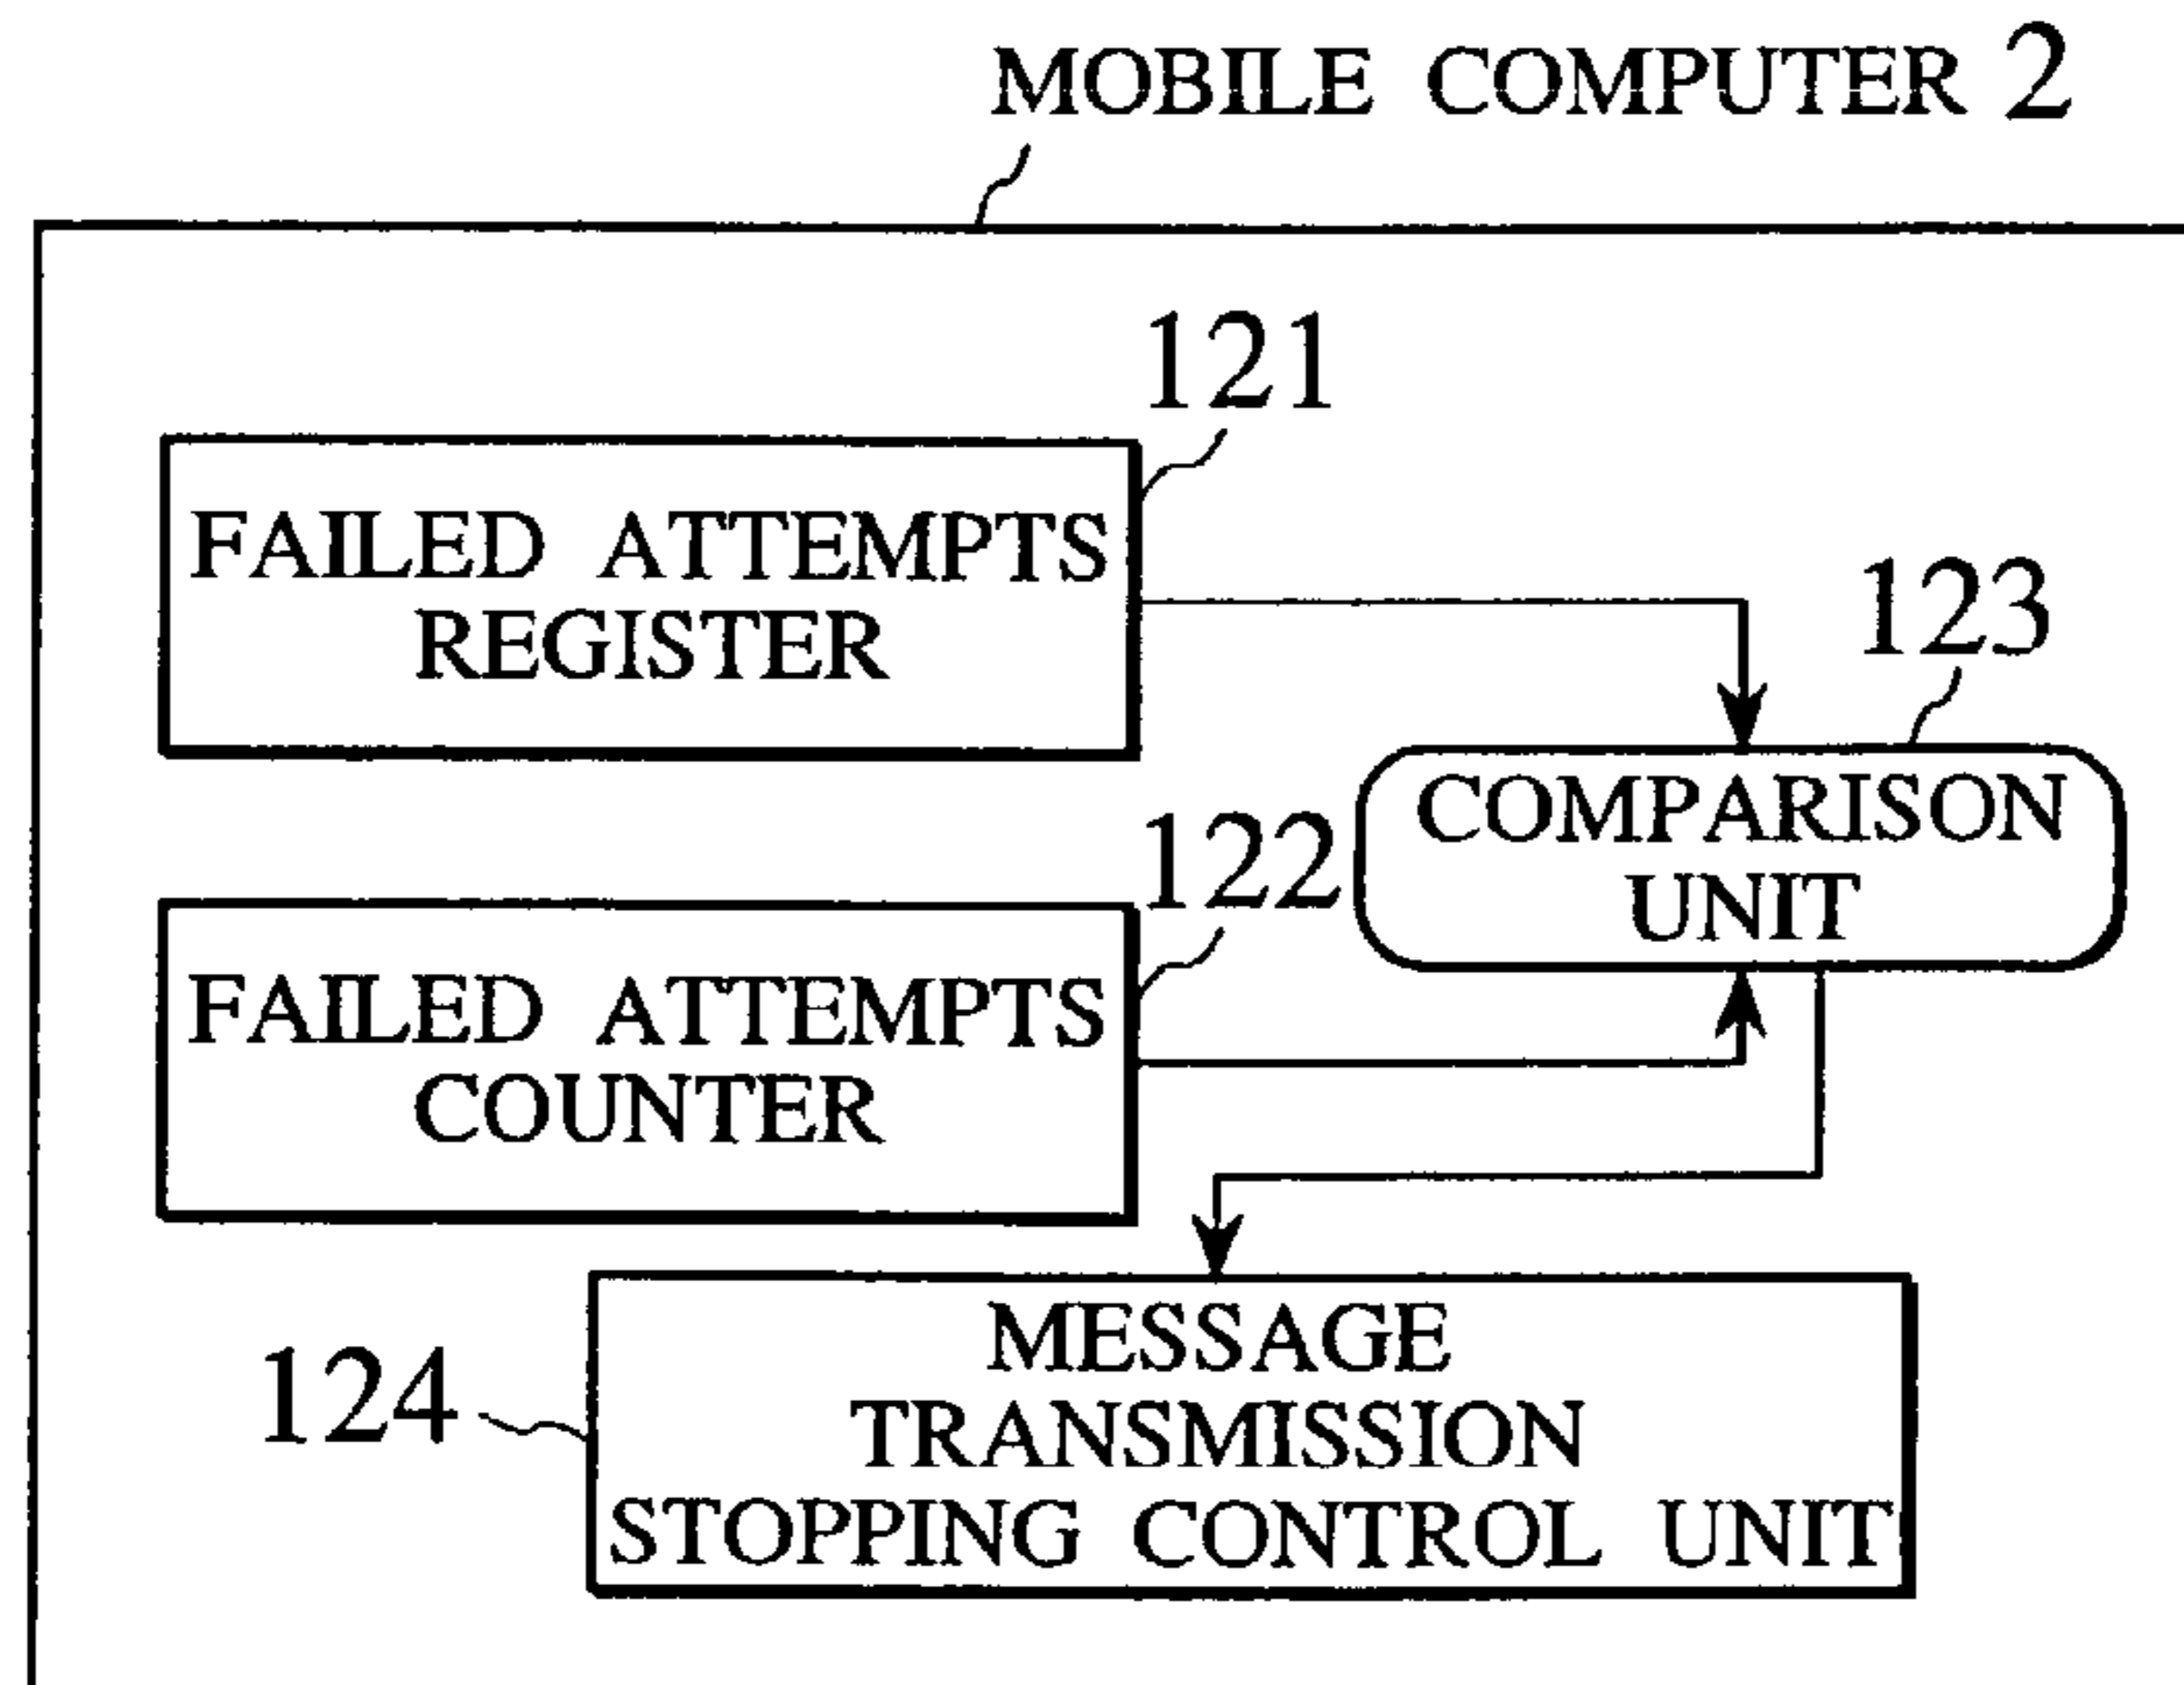 MOBILE COMPUTER 2
121
FAILED ATTEMPTS
REGISTER
123
COMPARISON
UNIT
122
FAILED ATTEMPTS
COUNTER
124
MESSAGE
TRANSMISSION
STOPPING CONTROL UNIT